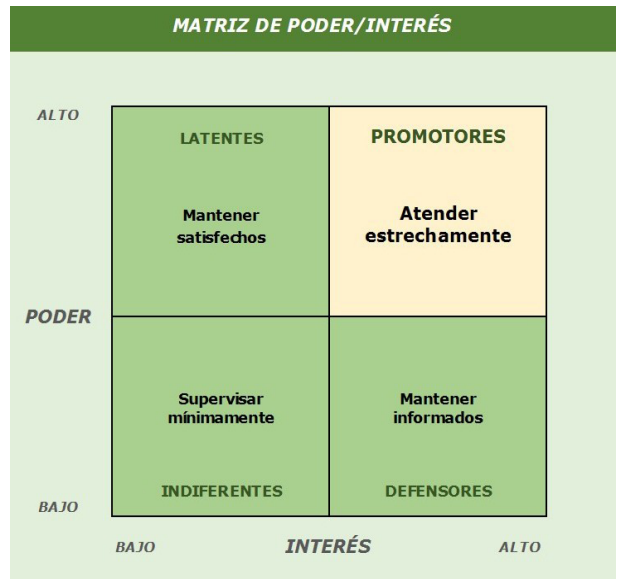 MATRIZ DE PODER/INTERÉS
ALTO
LATENTES
PROMOTORES
Mantener
satisfechos
Atender
estrechamente
PODER
Supervisar
mínimamente
Mantener
informados
INDIFERENTES
DEFENSORES
BAJO
BAJO
INTERÉS
ALTO